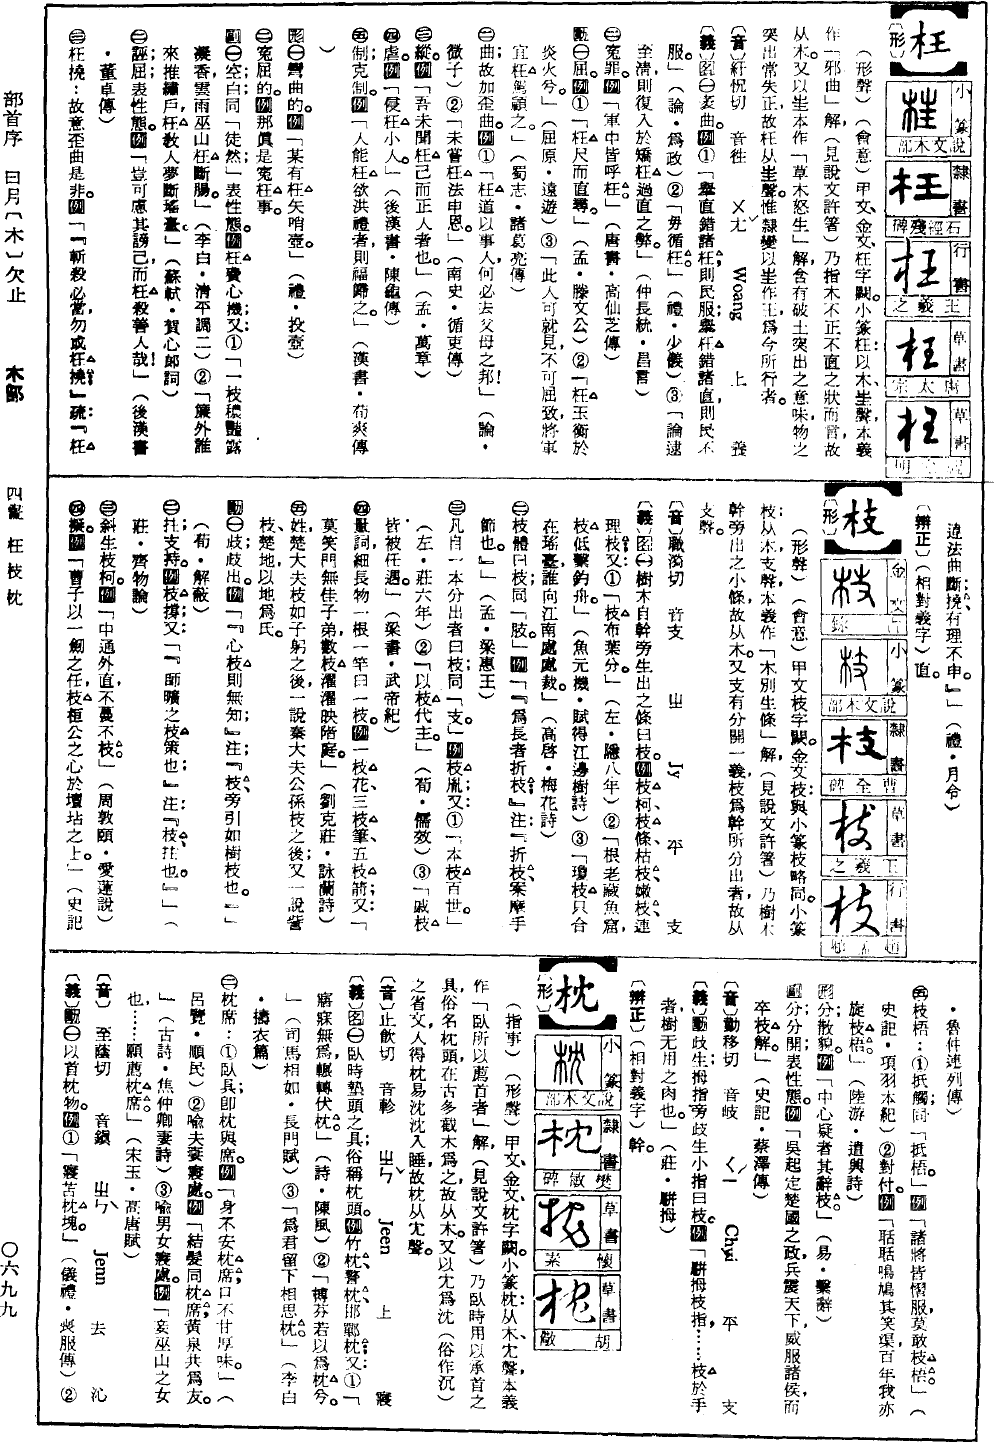 枉
〔形〕
小篆
說文木部
隸書
石經殘碑
行書
王羲之
草書
唐太宗
草書
（形聲）（會意）甲文、金文枉字闕。小篆枉：以木、㞷聲，本義
作「邪曲」解，（見說文許箸）乃指木不正不直之狀而言，故
从木。又以㞷本作「草木怒生」解，含有破土突出之意味，物之
突出常失正，故枉从㞷聲。惟隸變以㞷作王，爲今所行者。
〔音〕紆怳切　音徃　ㄨㄤˇ　Woang　上　養
〔義〕名㊀衺曲。例①「舉直錯諸枉，則民服；舉枉錯諸直，則民不
服。」（論・爲政）②「毋循枉。」（禮・少儀）③「論逮
至清，則復入於矯枉過直之弊。」（仲長統・昌言）
㊁冤罪。例「軍中皆呼枉。」（唐書・高仙芝傳）
動㊀屈。例①「枉尺而直尋。」（孟・滕文公）②「枉玉衡於
炎火兮」（屈原・遠遊）③「此人可就見，不可屈致，將軍
宜枉駕顧之。」（蜀志・諸葛亮傳）
㊁曲；故加歪曲。例①「枉道以事人，何必去父母之邦！」（論・
微子）②「未嘗枉法申恩。」（南史・循吏傳）
㊂縱。例「吾未聞枉己而正人者也。」（孟・萬章）
㊃虐。例「侵枉小人。」（後漢書・陳龜傳）
㊄制；克制。例「人能枉欲洪禮者，則福歸之。」（漢書・荀爽傳
）
形㊀彎曲的。例「某有枉矢哨壺。」（禮・投壺）
㊁冤屈的。例那眞是冤枉事。
副㊀空；白；同「徒然」；表性態。例枉費心機；又：①「一枝穠豔露
凝香，雲雨巫山枉斷腸。」（李白・清平調二）②「簾外誰
來推繡戶，枉敎人夢斷瑤臺。」（蘇軾・賀心郎詞）
㊁誣屈；表性態。例「豈可慮其謗己而枉殺善人哉！」（後漢書
・董卓傳）
㊂枉撓：故意歪曲是非。例「『斬殺必當，勿或枉撓。』疏：『枉
違法曲斷；撓有理不申。』」（禮・月令）
〔辨正〕（相對義字）直。
枝
〔形〕
金文
小篆
說文木部
隸書
曹全碑
草書
王羲之
行書
趙孟頫
（形聲）（會意）甲文枝字闕。金文枝：與小篆枝略同。小篆
枝从木、支聲，本義作「木別生條」解，（見說文許箸）乃樹木
幹旁出之小條，故从木。又支有分開一義，枝爲幹所分出者，故从
支聲。
〔音〕職漪切　音支　ㄓ　Jy　平　支
〔義〕名㊀樹木自幹旁生出之條曰枝。例枝柯、枝條、枯枝、嫩枝、連
理枝；又：①「枝布葉分。」（左・隱八年）②「根老藏魚窟，
枝低繫釣舟。」（魚元機・賦得江邊樹詩）③「瓊枝只合
在瑤臺，誰向江南處處栽。」（高啓・梅花詩）
㊁枝體曰枝；同「肢」。例「『爲長者折枝』注：『折枝，案摩手
節也。』」（孟・梁惠王）
㊂凡自一本分出者曰枝；同「支」。例枝胤；又：①「本枝百世。」
（左・莊六年）②「以枝代主。」（荀・儒效）③「戚枝
皆被任遇。」（梁書・武帝紀）
㊃量詞；細長物一根一竿曰一枝。例一枝花、三枝筆、五枝箭；又：「
莫笑門無佳子弟，數枝濯濯映階庭。」（劉克莊・詠蘭詩）
㊄姓，楚大夫枝如子躬之後；一說秦大夫公孫枝之後；又一說訾
枝，楚地，以地爲氏。
動㊀歧；歧出。例「『心枝則無知』注：『枝，旁引如樹枝也。』」
（荀・解蔽）
㊁拄；支持。例枝撐；又：「『師曠之枝策也』注：『枝，拄也。』」（
莊・齊物論）
㊂斜生枝柯。例「中通外直，不蔓不枝。」（周敦頤・愛蓮說）
㊃擬。例「曹子以一劍之任，枝桓公之心於壇坫之上。」（史記
・魯仲連列傳）
㊄枝梧：①抵觸；同「抵梧」。例「諸將皆慴服，莫敢枝梧。」（
史記・項羽本紀）②對付。例「聒聒鳴鳩其笑渠，百年我亦
旋枝梧。」（陸游・遣興詩）
形分散貌。例「中心疑者其辭枝。」（易・繫辭）
副分；分開；表性態。例「吳起定楚國之政，兵震天下，威服諸侯，而
卒枝解。」（史記・蔡澤傳）
〔音〕勤移切　音岐　ㄑㄧˊ　Chyi　平　支
〔義〕動歧生；拇指旁歧生小指曰枝。例「駢拇枝指，……枝於手
者，樹无用之肉也。」（莊・駢拇）
〔辨正〕（相對義字）幹。
枕
〔形〕
小篆
說文木部
隸書
樊敏碑
草書
懷素
草書
（指事）（形聲）甲文、金文枕字闕。小篆枕：从木、冘聲，本義
作「臥所以薦首者」解，（見說文許箸）乃臥時用以承首之
具，俗名枕頭，在古多截木爲之，故从木。又以冘爲沈（俗作沉）
之省文，人得枕易沈沈入睡，故枕从冘聲。
〔音〕止飲切　音軫　ㄓㄣˇ　Jeen　上　寢
〔義〕名㊀臥時墊頭之具；俗稱枕頭。例竹枕、警枕、邯鄲枕；又：①「
寤寐無爲，輾轉伏枕。」（詩・陳風）②「摶芬若以爲枕兮。
」（司馬相如・長門賦）③「爲君留下相思枕。」（李白
・擣衣篇）
㊁枕席：①臥具卽枕與席。例「身不安枕席，口不甘厚味。」（
呂覽・順民）②喩夫妻寢處。例「結髮同枕席，黃泉共爲友。
」（古詩・焦仲卿妻詩）③喩男女寢處。例「妾巫山之女
也，……願薦枕席。」（宋玉・高唐賦）
〔音〕至蔭切　音鎭　ㄓㄣˋ　Jenn　去　沁
〔義〕動㊀以首枕物。例①「寢苫枕塊。」（儀禮・喪服傳）②
部首序　曰月〔木〕欠止　木部　四畫　枉枝枕　〇六九九